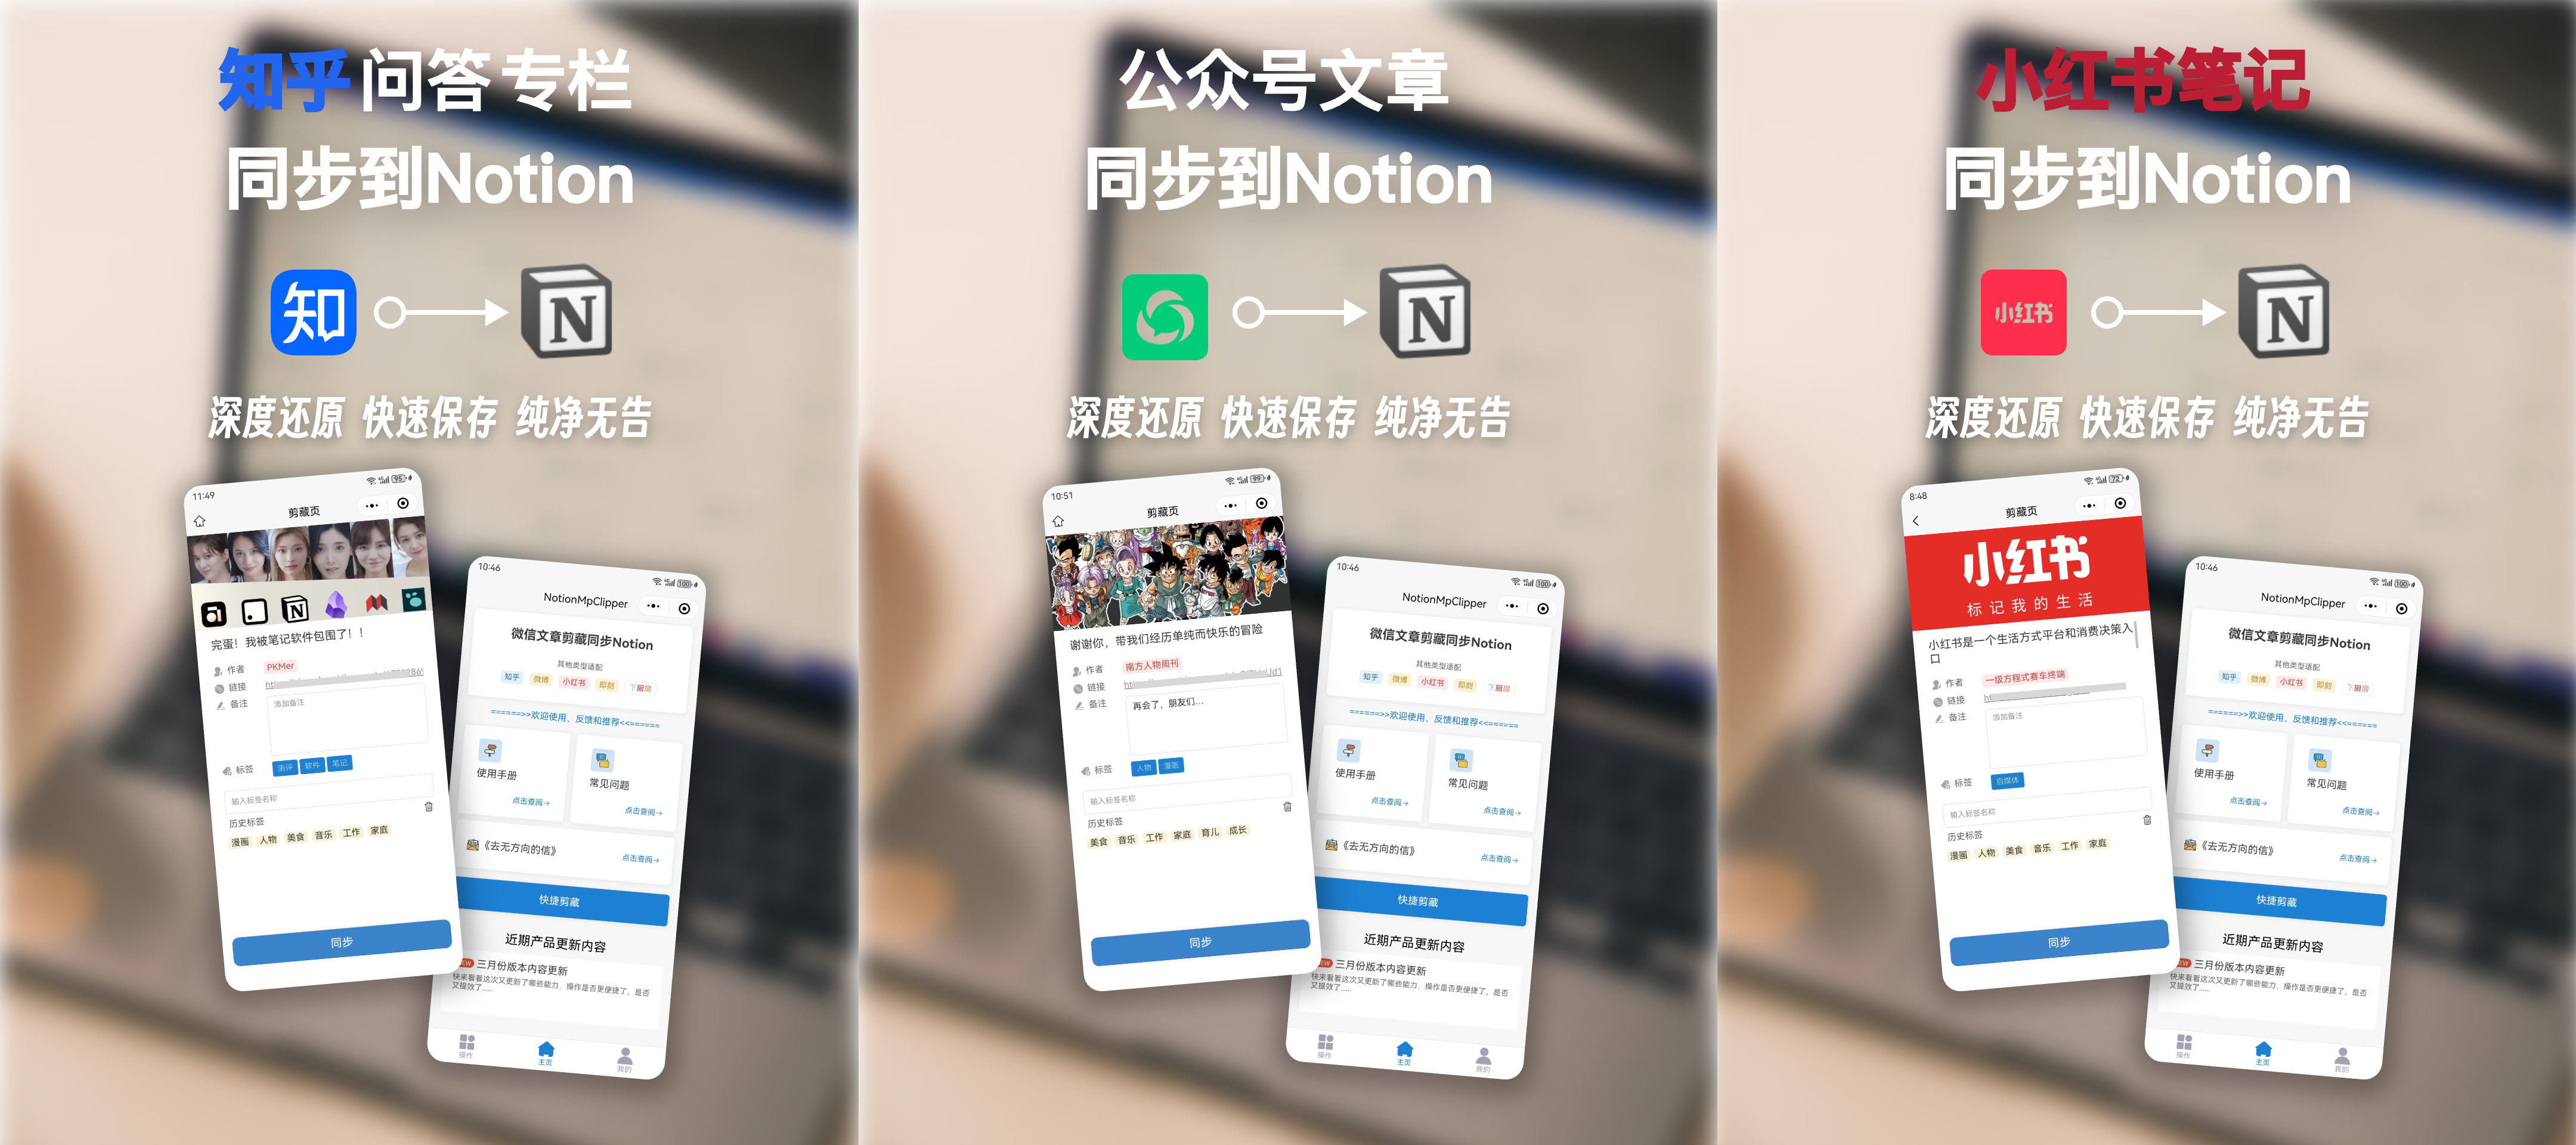 知乎问答专栏
同步到Notion
知
N
深度还原 快速保存 纯净无告
11:49
95
剪藏页
N
完蛋！我被笔记软件包围了！！
作者 PKMer
链接
备注 添加备注
标签 测评 软件 笔记
输入标签名称
历史标签
漫画 人物 美食 音乐 工作 家庭
同步
10:46
100
NotionMpClipper
微信文章剪藏同步Notion
其他类型适配
知乎 微博 小红书 即刻 下厨房
======>>欢迎使用、反馈和推荐<<======
使用手册
点击查阅→
常见问题
点击查阅→
《去无方向的信》
点击查阅→
快捷剪藏
近期产品更新内容
三月份版本内容更新
快来看看这次又更新了哪些能力，操作是否更便捷了，是否
又提效了......
操作 主页 我的
公众号文章
同步到Notion
N
深度还原 快速保存 纯净无告
10:51
99
剪藏页
谢谢你，带我们经历单纯而快乐的冒险
作者 南方人物周刊
链接
备注 再会了，朋友们...
标签 人物 漫画
输入标签名称
历史标签
美食 音乐 工作 家庭 育儿 成长
同步
10:46
100
NotionMpClipper
微信文章剪藏同步Notion
其他类型适配
知乎 微博 小红书 即刻 下厨房
======>>欢迎使用、反馈和推荐<<======
使用手册
点击查阅→
常见问题
点击查阅→
《去无方向的信》
点击查阅→
快捷剪藏
近期产品更新内容
三月份版本内容更新
快来看看这次又更新了哪些能力，操作是否更便捷了，是否
又提效了......
操作 主页 我的
小红书笔记
同步到Notion
小红书
N
深度还原 快速保存 纯净无告
8:48
72
剪藏页
小红书
标记我的生活
小红书是一个生活方式平台和消费决策入
口
作者 一级方程式赛车终端
链接
备注 添加备注
标签 自媒体
输入标签名称
历史标签
漫画 人物 美食 音乐 工作 家庭
同步
10:46
100
NotionMpClipper
微信文章剪藏同步Notion
其他类型适配
知乎 微博 小红书 即刻 下厨房
======>>欢迎使用、反馈和推荐<<======
使用手册
点击查阅→
常见问题
点击查阅→
《去无方向的信》
点击查阅→
快捷剪藏
近期产品更新内容
三月份版本内容更新
快来看看这次又更新了哪些能力，操作是否更便捷了，是否
又提效了......
操作 主页 我的